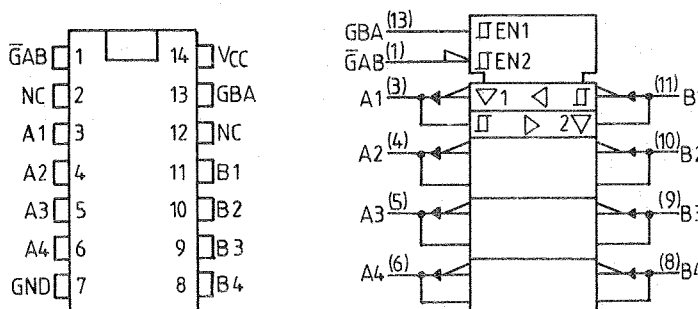 G̅AB 1 14 VCC
NC 2 13 GBA
A1 3 12 NC
A2 4 11 B1
A3 5 10 B2
A4 6 9 B3
GND 7 8 B4
GBA (13) EN1
G̅AB (1) EN2
A1 (3) 1 (11) B1
2
A2 (4) (10) B2
A3 (5) (9) B3
A4 (6) (8) B4